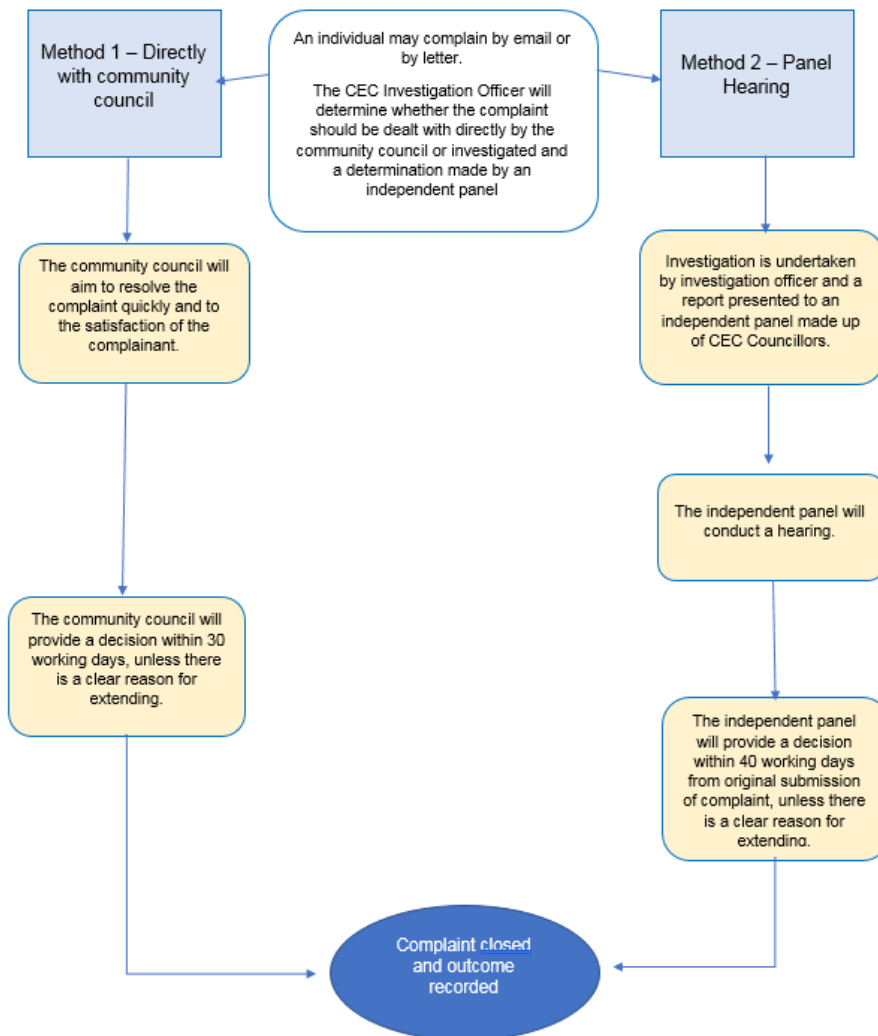 An individual may complain by email or
by letter.
The CEC Investigation Officer will
determine whether the complaint
should be dealt with directly by the
community council or investigated and
a determination made by an
independent panel
Method 1 – Directly
with community
council
Method 2 – Panel
Hearing
The community council will
aim to resolve the
complaint quickly and to
the satisfaction of the
complainant.
Investigation is undertaken
by investigation officer and a
report presented to an
independent panel made up
of CEC Councillors.
The independent panel will
conduct a hearing.
The community council will
provide a decision within 30
working days, unless there
is a clear reason for
extending.
The independent panel
will provide a decision
within 40 working days
from original submission
of complaint, unless there
is a clear reason for
extending.
Complaint closed
and outcome
recorded